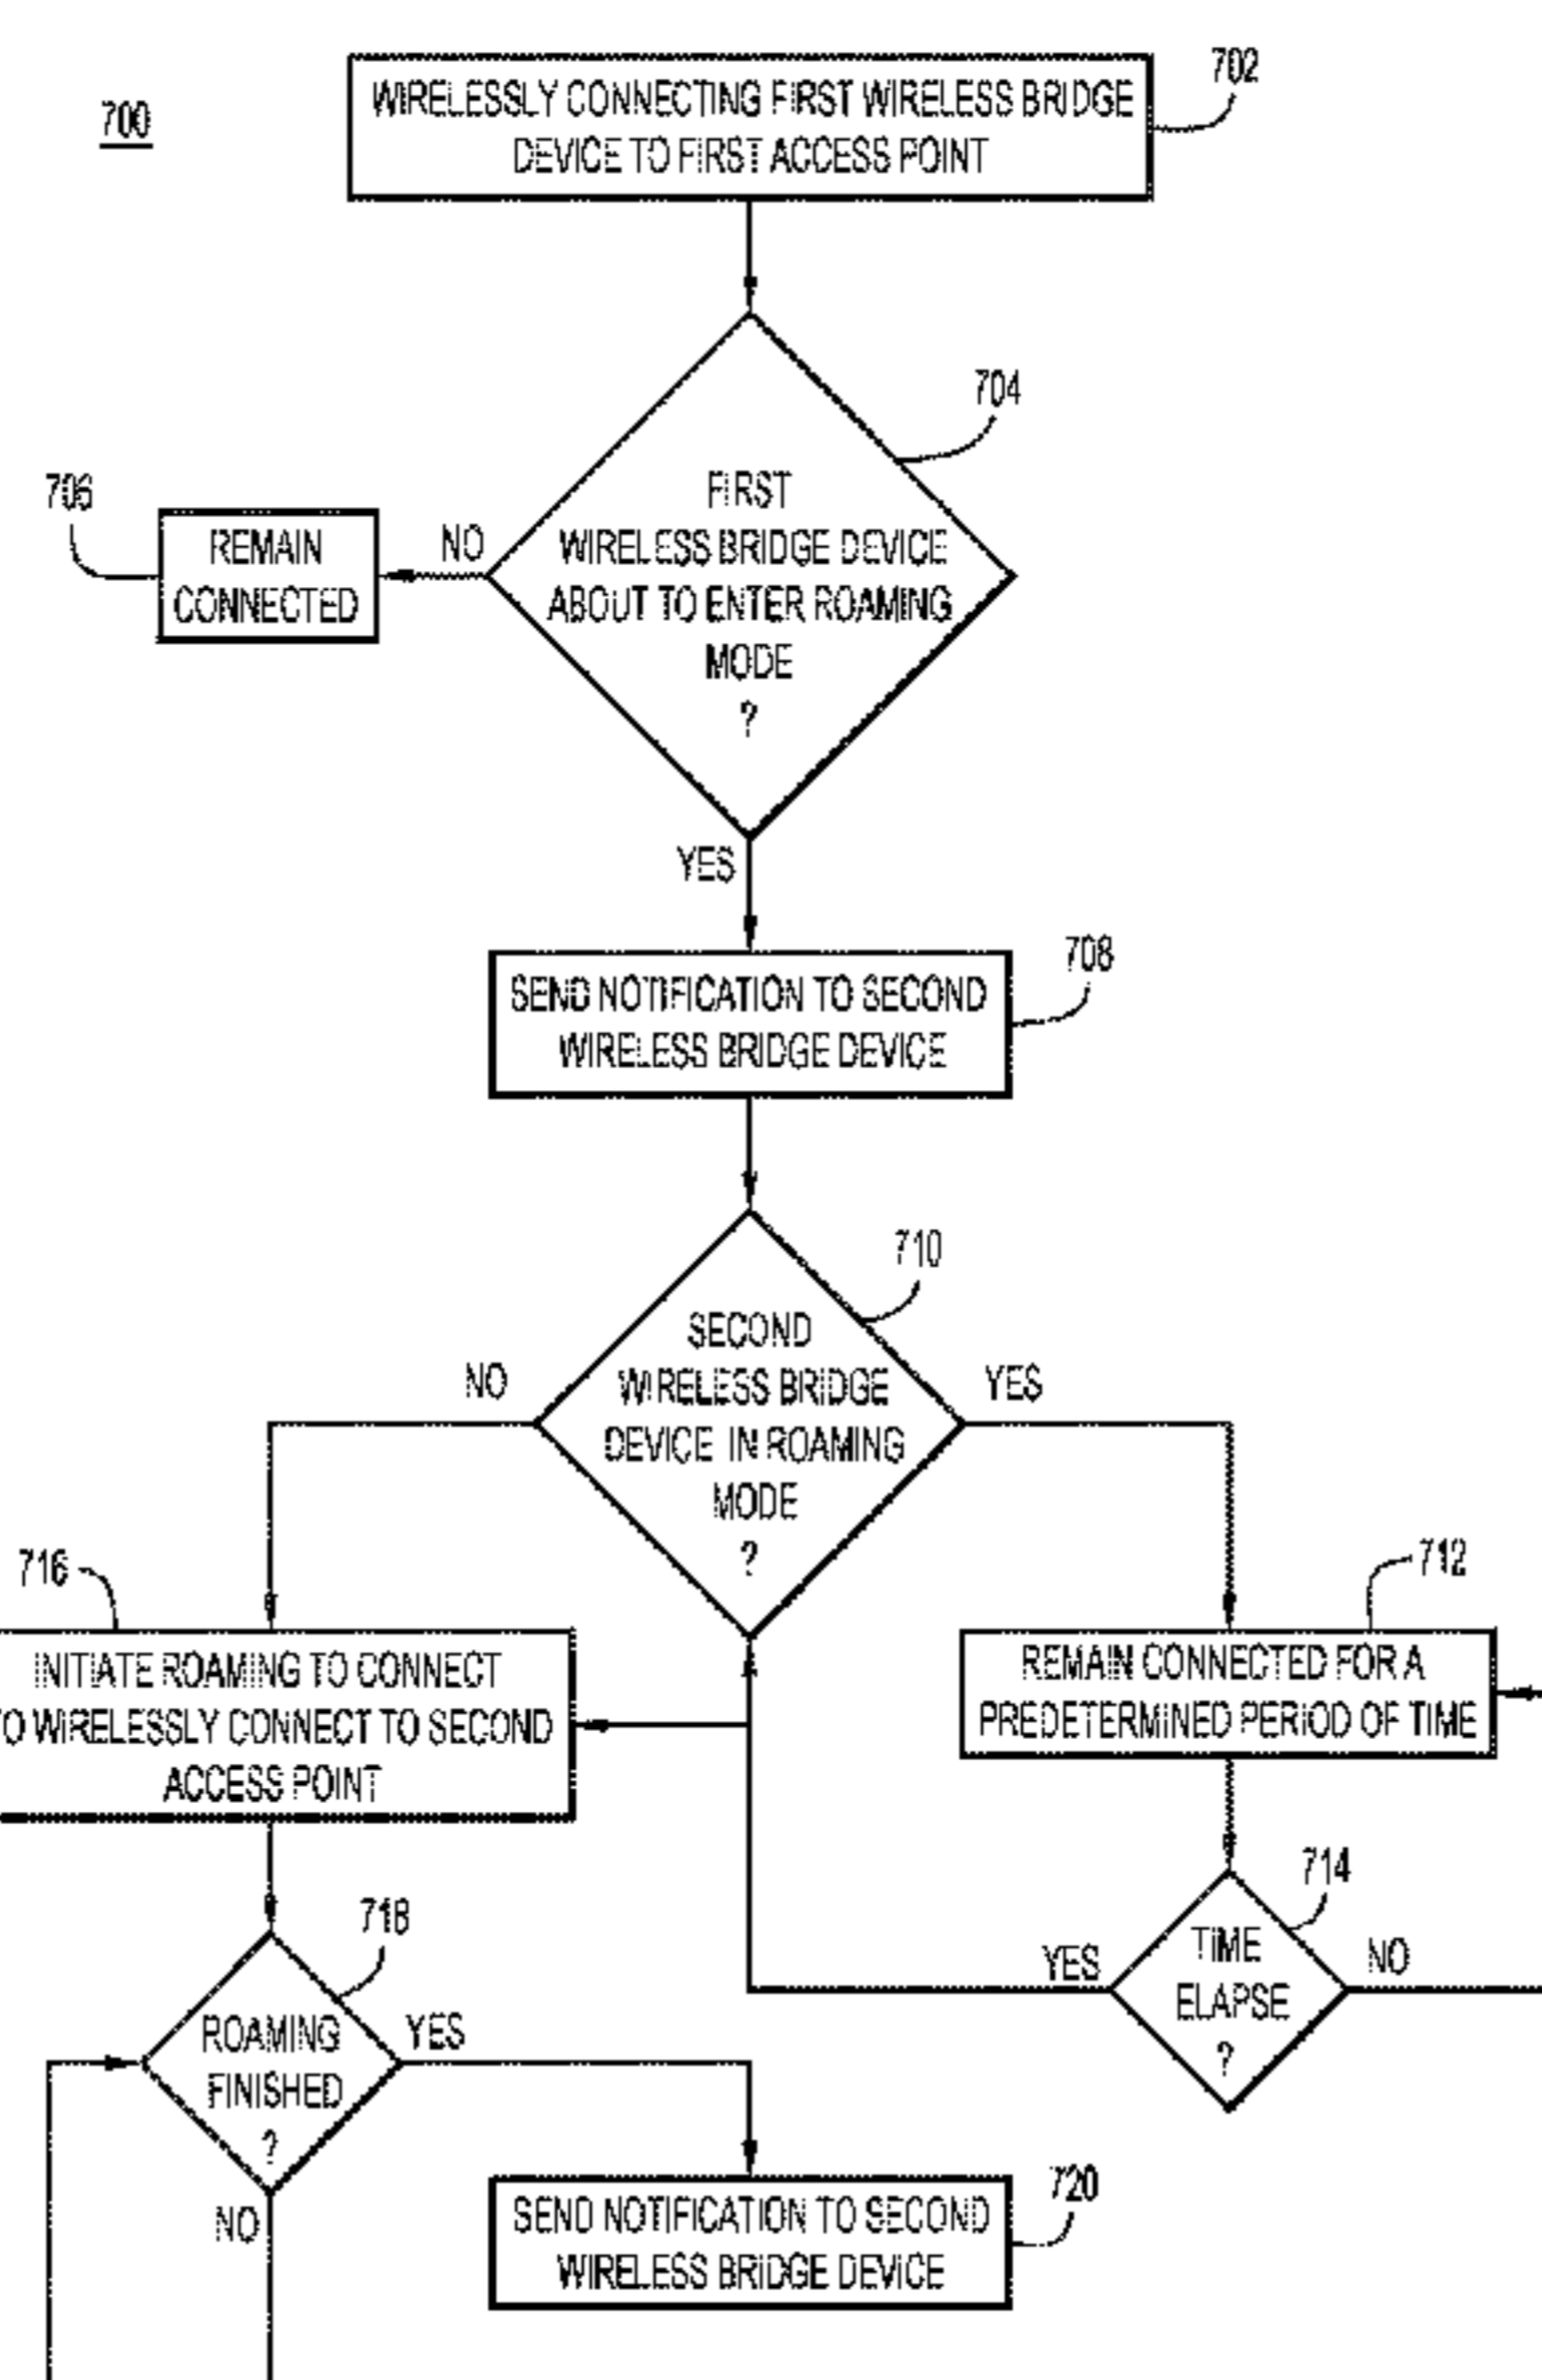 700
WIRELESSLY CONNECTING FIRST WIRELESS BRIDGE
DEVICE TO FIRST ACCESS POINT
702
704
FIRST
WIRELESS BRIDGE DEVICE
ABOUT TO ENTER ROAMING
MODE
?
706
REMAIN
CONNECTED
NO
YES
708
SEND NOTIFICATION TO SECOND
WIRELESS BRIDGE DEVICE
710
SECOND
WIRELESS BRIDGE
DEVICE IN ROAMING
MODE
?
NO
YES
716
INITIATE ROAMING TO CONNECT
O WIRELESSLY CONNECT TO SECOND
ACCESS POINT
712
REMAIN CONNECTED FOR A
PREDETERMINED PERIOD OF TIME
714
TIME
ELAPSE
?
YES
NO
718
ROAMING
FINISHED
?
YES
NO
720
SEND NOTIFICATION TO SECOND
WIRELESS BRIDGE DEVICE